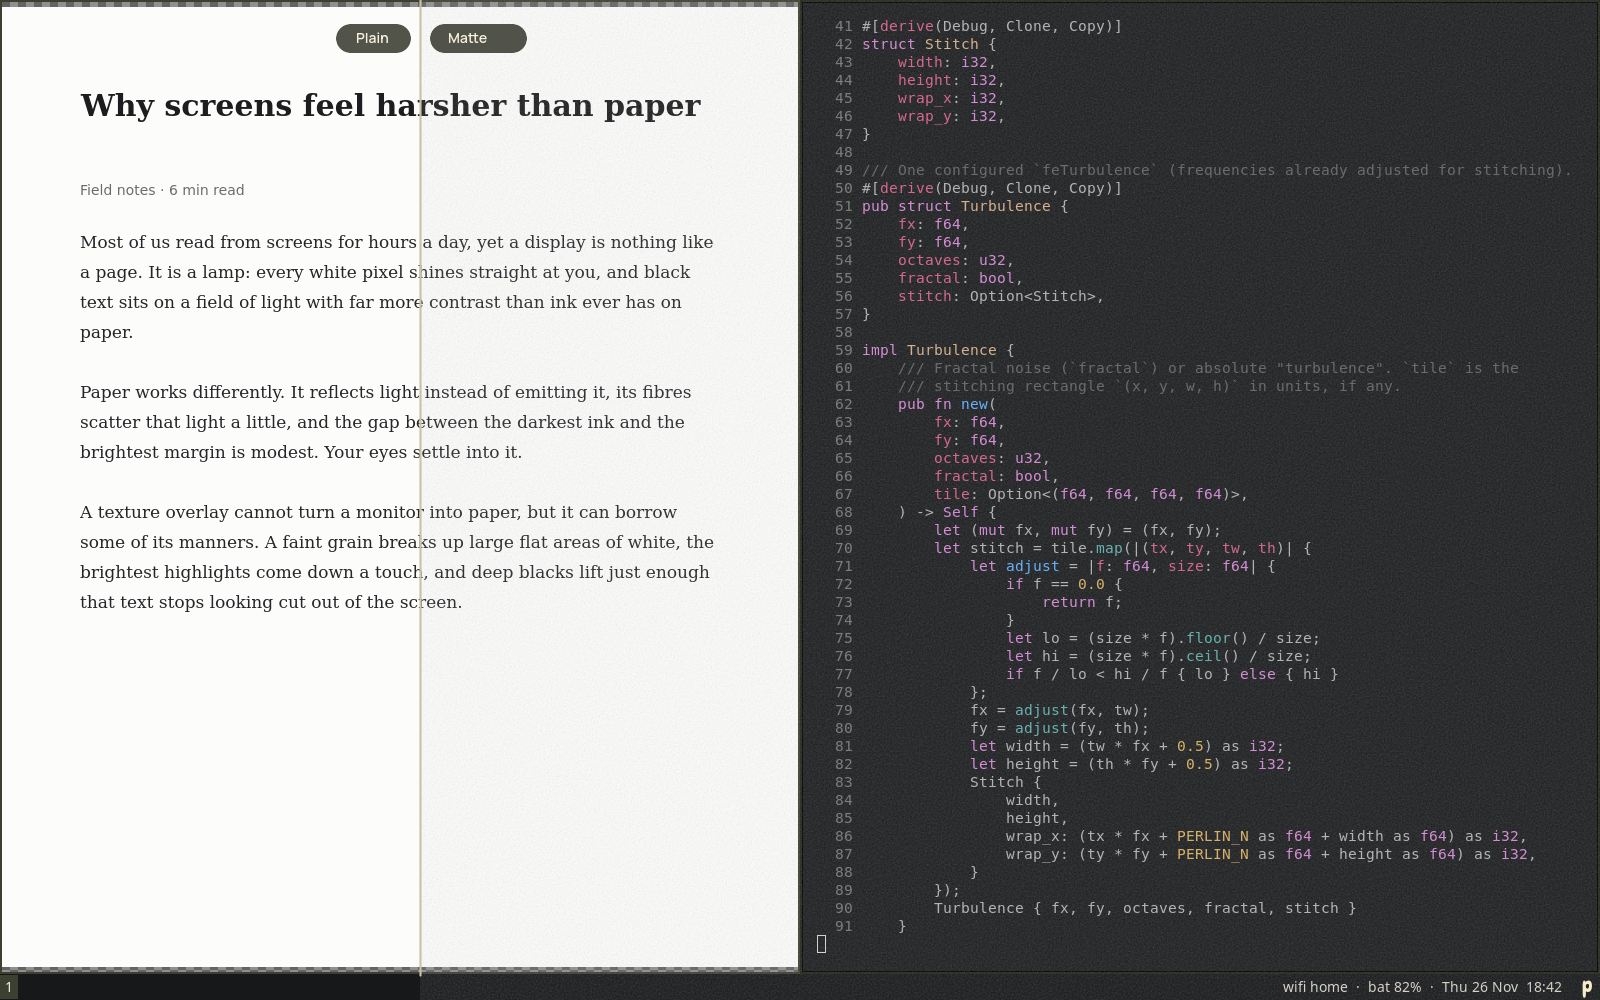 Plain
Matte
Why screens feel harsher than paper
Field notes · 6 min read
Most of us read from screens for hours a day, yet a display is nothing like
a page. It is a lamp: every white pixel shines straight at you, and black
text sits on a field of light with far more contrast than ink ever has on
paper.
Paper works differently. It reflects light instead of emitting it, its fibres
scatter that light a little, and the gap between the darkest ink and the
brightest margin is modest. Your eyes settle into it.
A texture overlay cannot turn a monitor into paper, but it can borrow
some of its manners. A faint grain breaks up large flat areas of white, the
brightest highlights come down a touch, and deep blacks lift just enough
that text stops looking cut out of the screen.
41 #[derive(Debug, Clone, Copy)]
42 struct Stitch {
43     width: i32,
44     height: i32,
45     wrap_x: i32,
46     wrap_y: i32,
47 }
48
49 /// One configured `feTurbulence` (frequencies already adjusted for stitching).
50 #[derive(Debug, Clone, Copy)]
51 pub struct Turbulence {
52     fx: f64,
53     fy: f64,
54     octaves: u32,
55     fractal: bool,
56     stitch: Option<Stitch>,
57 }
58
59 impl Turbulence {
60     /// Fractal noise (`fractal`) or absolute "turbulence". `tile` is the
61     /// stitching rectangle `(x, y, w, h)` in units, if any.
62     pub fn new(
63         fx: f64,
64         fy: f64,
65         octaves: u32,
66         fractal: bool,
67         tile: Option<(f64, f64, f64, f64)>,
68     ) -> Self {
69         let (mut fx, mut fy) = (fx, fy);
70         let stitch = tile.map(|(tx, ty, tw, th)| {
71             let adjust = |f: f64, size: f64| {
72                 if f == 0.0 {
73                     return f;
74                 }
75                 let lo = (size * f).floor() / size;
76                 let hi = (size * f).ceil() / size;
77                 if f / lo < hi / f { lo } else { hi }
78             };
79             fx = adjust(fx, tw);
80             fy = adjust(fy, th);
81             let width = (tw * fx + 0.5) as i32;
82             let height = (th * fy + 0.5) as i32;
83             Stitch {
84                 width,
85                 height,
86                 wrap_x: (tx * fx + PERLIN_N as f64 + width as f64) as i32,
87                 wrap_y: (ty * fy + PERLIN_N as f64 + height as f64) as i32,
88             }
89         });
90         Turbulence { fx, fy, octaves, fractal, stitch }
91     }
1
wifi home · bat 82% · Thu 26 Nov 18:42 p